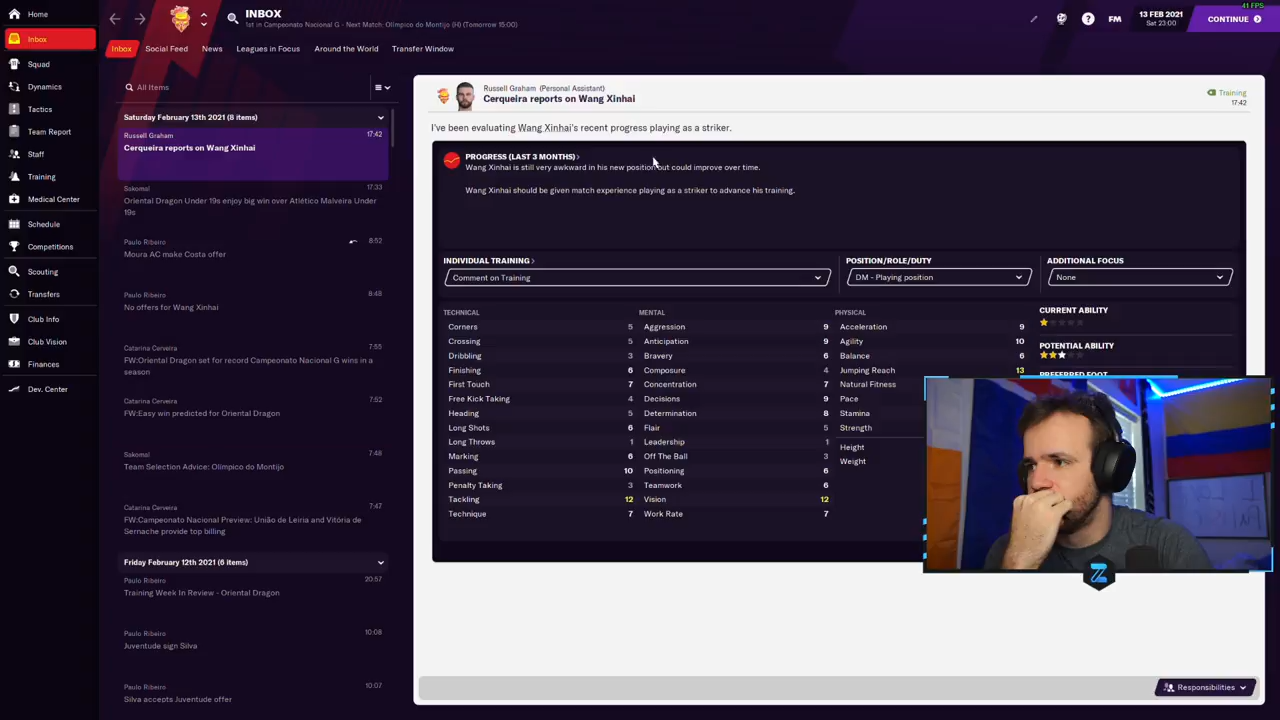 41 FPS
Home
INBOX
1st in Campeonato Nacional G - Next Match: Olímpico do Montijo (H) (Tomorrow 15:00)
FM
13 FEB 2021
Sat 23:00
CONTINUE
Inbox
Inbox
Social Feed
News
Leagues in Focus
Around the World
Transfer Window
Squad
Dynamics
Tactics
Team Report
Staff
Training
Medical Center
Schedule
Competitions
Scouting
Transfers
Club Info
Club Vision
Finances
Dev. Center
All Items
Saturday February 13th 2021 (8 items)
Russell Graham 17:42
Cerqueira reports on Wang Xinhai
Sakomai 17:33
Oriental Dragon Under 19s enjoy big win over Atlético Malveira Under
19s
Paulo Ribeiro 8:52
Moura AC make Costa offer
Paulo Ribeiro 8:48
No offers for Wang Xinhai
Catarina Cerveira 7:55
FW:Oriental Dragon set for record Campeonato Nacional G wins in a
season
Catarina Cerveira 7:52
FW:Easy win predicted for Oriental Dragon
Sakomai 7:48
Team Selection Advice: Olímpico do Montijo
Catarina Cerveira 7:47
FW:Campeonato Nacional Preview: União de Leiria and Vitória de
Sernache provide top billing
Friday February 12th 2021 (6 items)
Paulo Ribeiro 20:57
Training Week In Review - Oriental Dragon
Paulo Ribeiro 10:08
Juventude sign Silva
Paulo Ribeiro 10:07
Silva accepts Juventude offer
Russell Graham (Personal Assistant)
Cerqueira reports on Wang Xinhai
Training
17:42
I've been evaluating Wang Xinhai's recent progress playing as a striker.
PROGRESS (LAST 3 MONTHS)
Wang Xinhai is still very awkward in his new position but could improve over time.
Wang Xinhai should be given match experience playing as a striker to advance his training.
INDIVIDUAL TRAINING
Comment on Training
POSITION/ROLE/DUTY
DM - Playing position
ADDITIONAL FOCUS
None
TECHNICAL
Corners 5
Crossing 5
Dribbling 3
Finishing 6
First Touch 7
Free Kick Taking 4
Heading 5
Long Shots 6
Long Throws 1
Marking 6
Passing 10
Penalty Taking 3
Tackling 12
Technique 7
MENTAL
Aggression 9
Anticipation 9
Bravery 6
Composure 4
Concentration 7
Decisions 9
Determination 8
Flair 5
Leadership 1
Off The Ball 3
Positioning 6
Teamwork 6
Vision 12
Work Rate 7
PHYSICAL
Acceleration 9
Agility 10
Balance 6
Jumping Reach 13
Natural Fitness
Pace
Stamina
Strength
Height
Weight
CURRENT ABILITY
POTENTIAL ABILITY
Responsibilities